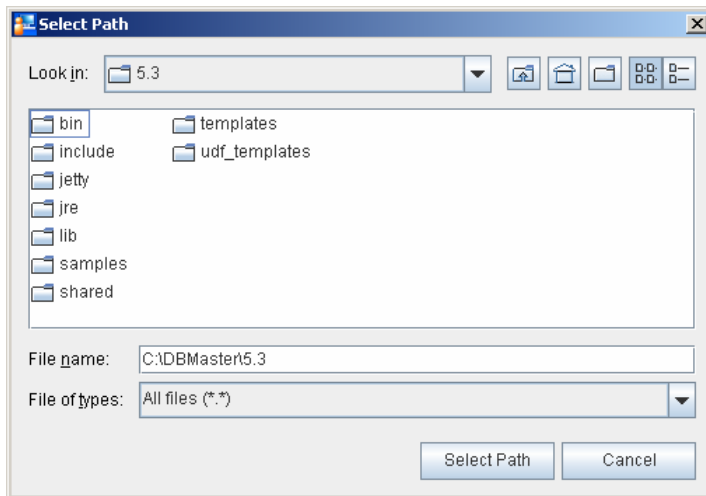 Select Path
Look in: 5.3
bin templates
include udf_templates
jetty
jre
lib
samples
shared
File name: C:\DBMaster\5.3
File of types: All files (*.*)
Select Path Cancel